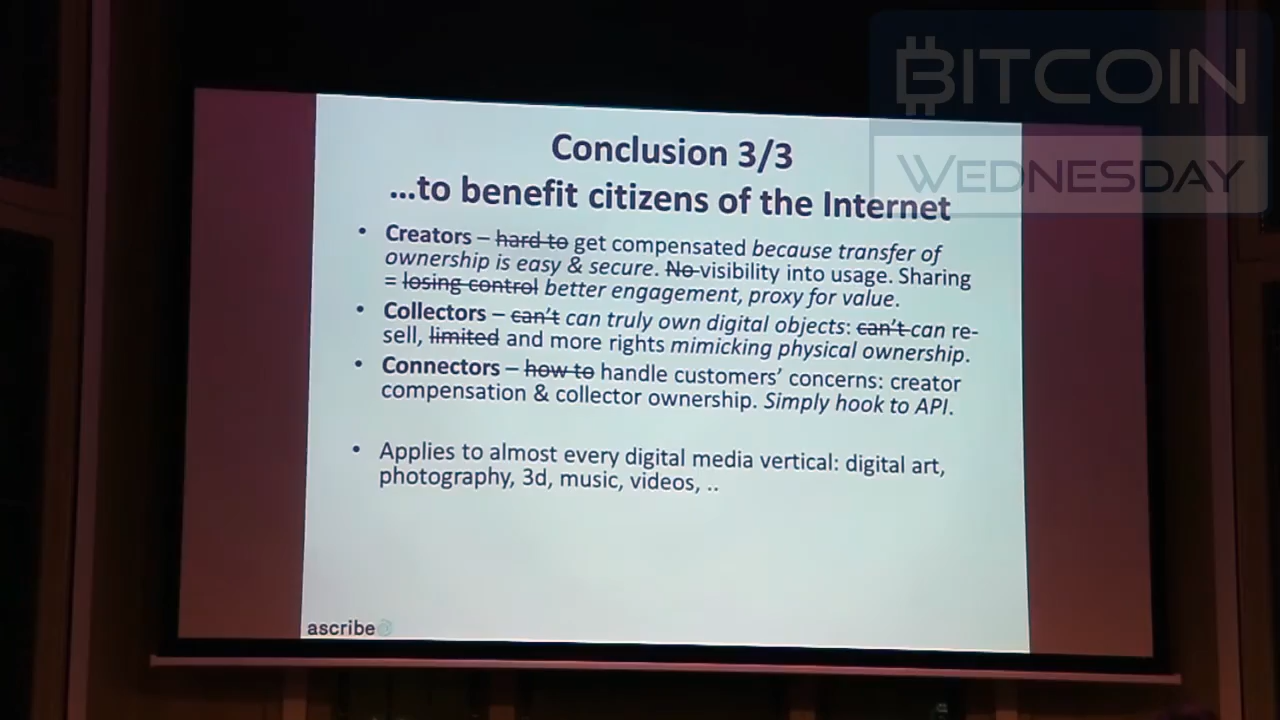 BITCOIN
WEDNESDAY
Conclusion 3/3
...to benefit citizens of the Internet
• Creators – hard to get compensated because transfer of
ownership is easy & secure. No visibility into usage. Sharing
= losing control better engagement, proxy for value.
• Collectors – can't can truly own digital objects: can't can re-
sell, limited and more rights mimicking physical ownership.
• Connectors – how to handle customers' concerns: creator
compensation & collector ownership. Simply hook to API.
• Applies to almost every digital media vertical: digital art,
photography, 3d, music, videos, ..
ascribe